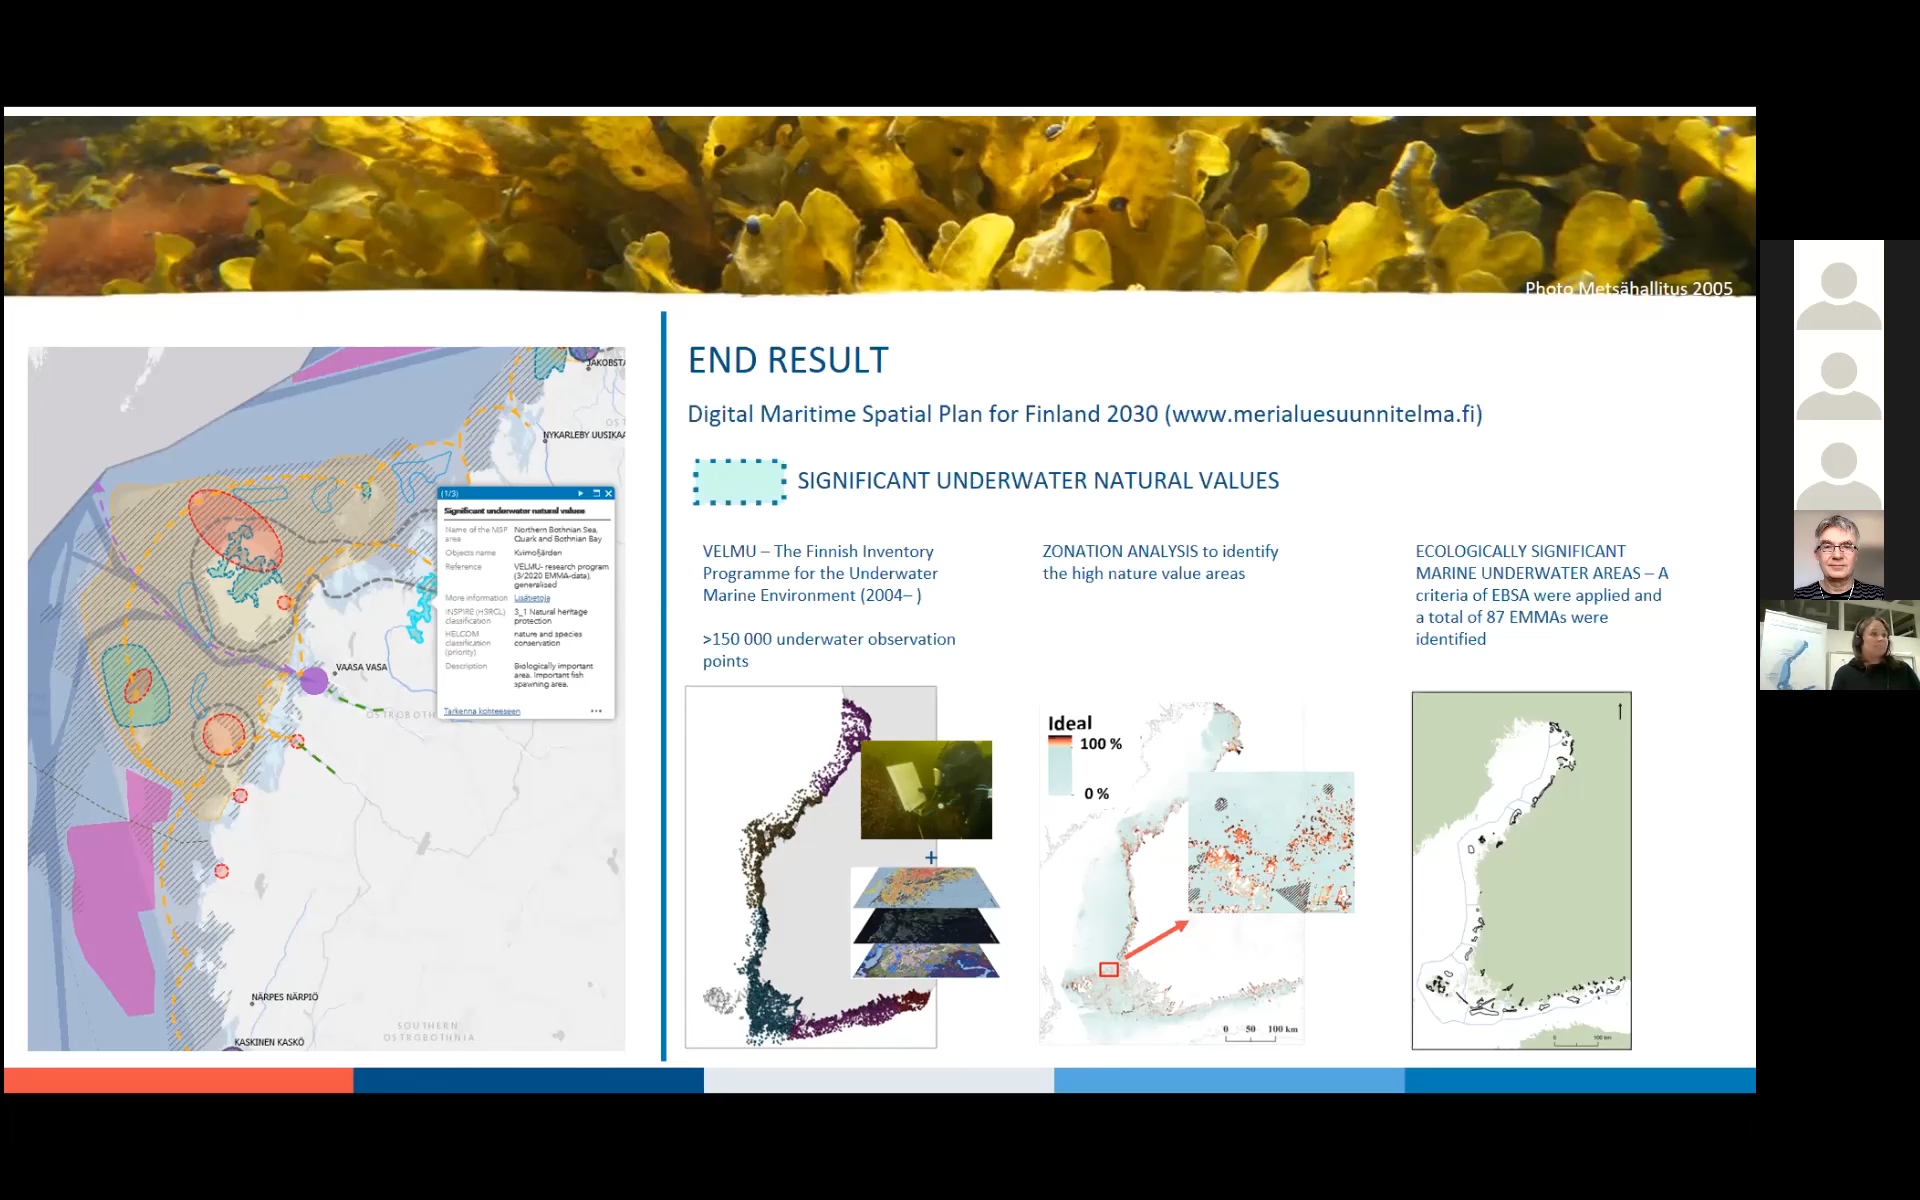 Photo Metsähallitus 2005
JAKOBSTA
NYKARLEBY UUSIKAA
VAASA VASA
NÄRPES NÄRPIÖ
SOUTHERN
OSTROBOTHNIA
KASKINEN KASKÖ
OSTROBOTH
(1/3)
Significant underwater natural values
Name of the MSP area
Northern Bothnian Sea, Quark and Bothnian Bay
Objects name
Kvimofjärden
Reference
VELMU- research program (3/2020 EMMA-data), generalised
More information
Lisätietoja
INSPIRE (HSRCL) classification
3_1 Natural heritage protection
HELCOM classification (priority)
nature and species conservation
Description
Biologically important area. Important fish spawning area.
Tarkenna kohteeseen
END RESULT
Digital Maritime Spatial Plan for Finland 2030 (www.merialuesuunnitelma.fi)
SIGNIFICANT UNDERWATER NATURAL VALUES
VELMU – The Finnish Inventory
Programme for the Underwater
Marine Environment (2004– )
>150 000 underwater observation
points
+
ZONATION ANALYSIS to identify
the high nature value areas
Ideal
100 %
0 %
0 50 100 km
ECOLOGICALLY SIGNIFICANT
MARINE UNDERWATER AREAS – A
criteria of EBSA were applied and
a total of 87 EMMAs were
identified
0 100 km